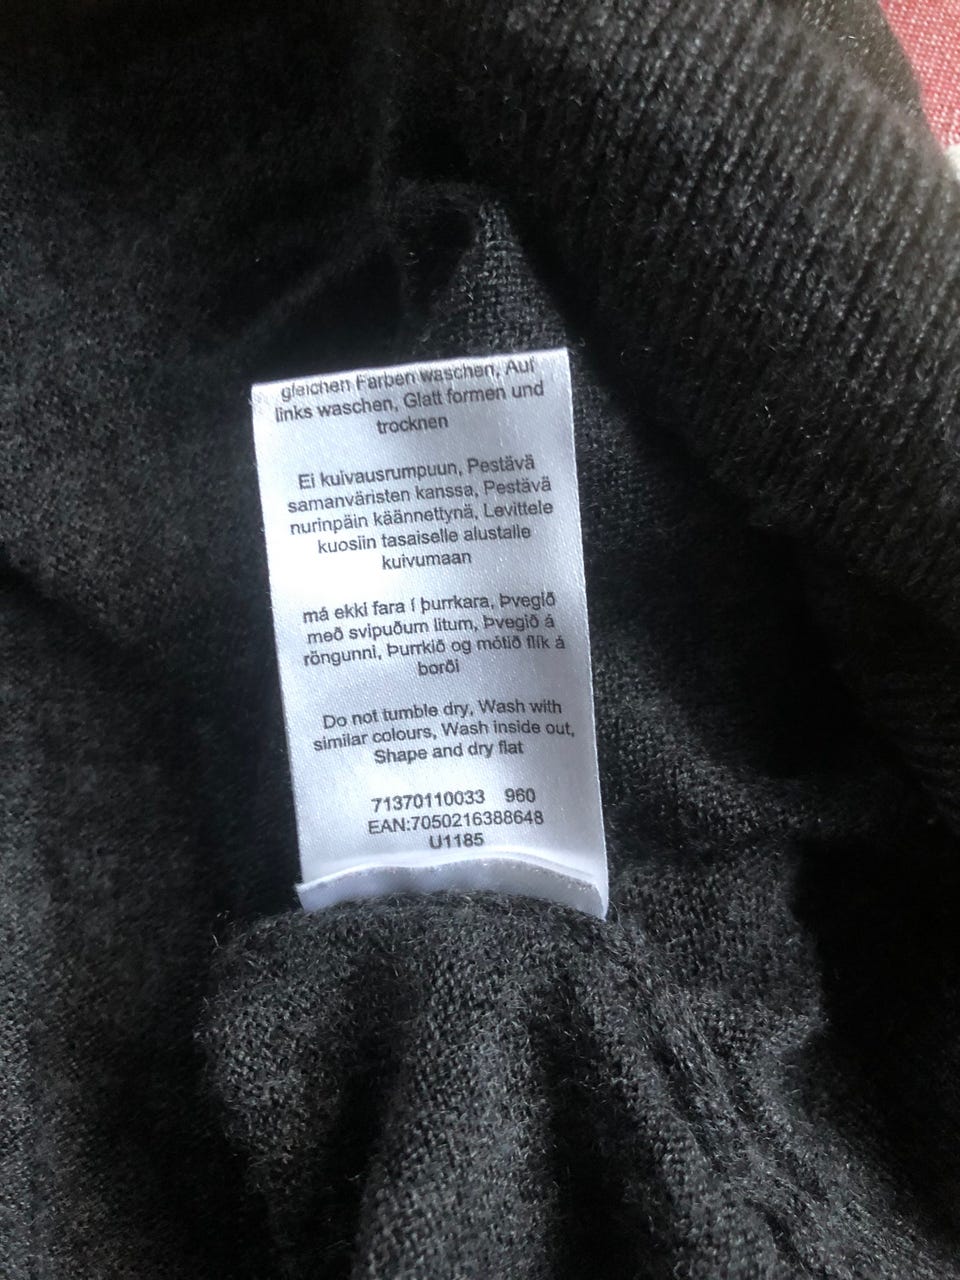 gleichen Farben waschen, Auf
links waschen, Glatt formen und
trocknen
Ei kuivausrumpuun, Pestävä
samanväristen kanssa, Pestävä
nurinpäin käännettynä, Levittele
kuosiin tasaiselle alustalle
kuivumaan
má ekki fara í þurrkara, Þvegið
með svipuðum litum, Þvegið á
röngunni, Þurrkið og mótið flík á
borði
Do not tumble dry, Wash with
similar colours, Wash inside out,
Shape and dry flat
71370110033 960
EAN:7050216388648
U1185